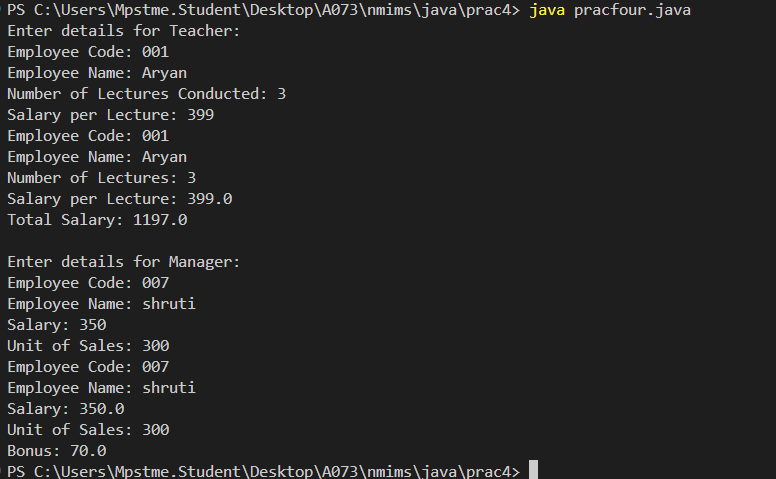 PS C:\Users\Mpstme.Student\Desktop\A073\nmims\java\prac4> java pracfour.java
Enter details for Teacher:
Employee Code: 001
Employee Name: Aryan
Number of Lectures Conducted: 3
Salary per Lecture: 399
Employee Code: 001
Employee Name: Aryan
Number of Lectures: 3
Salary per Lecture: 399.0
Total Salary: 1197.0
Enter details for Manager:
Employee Code: 007
Employee Name: shruti
Salary: 350
Unit of Sales: 300
Employee Code: 007
Employee Name: shruti
Salary: 350.0
Unit of Sales: 300
Bonus: 70.0
PS C:\Users\Mpstme.Student\Desktop\A073\nmims\java\prac4>